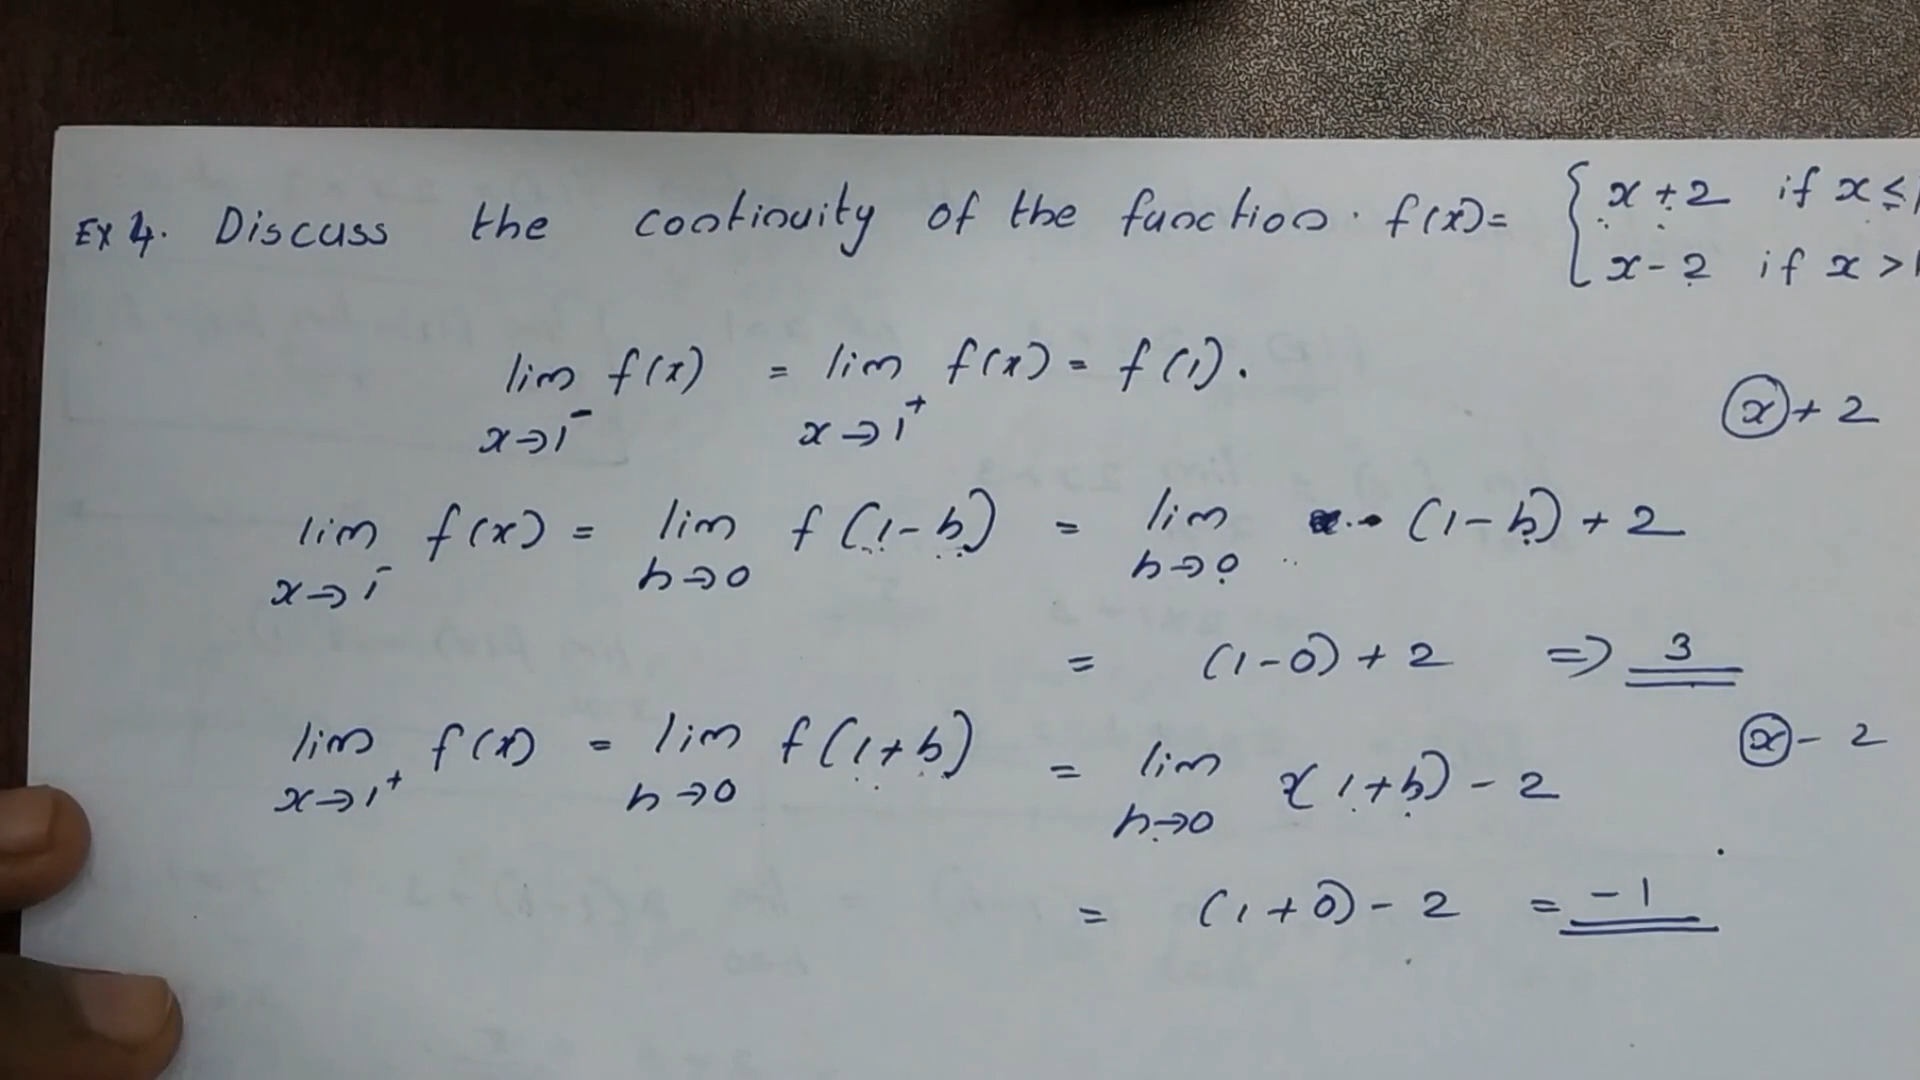 Ex 4. Discuss the continuity of the function. f(x)= { x + 2 if x ≤ 1
x - 2 if x > 1
lim f(x) = lim f(x) = f(1).
x→1⁻ x→1⁺
x + 2
lim f(x) = lim f(1-h) = lim (1-h) + 2
x→1⁻ h→0 h→0
= (1-0) + 2 => 3
lim f(x) = lim f(1+h) = lim (1+h) - 2
x→1⁺ h→0 h→0
x - 2
= (1+0) - 2 = -1